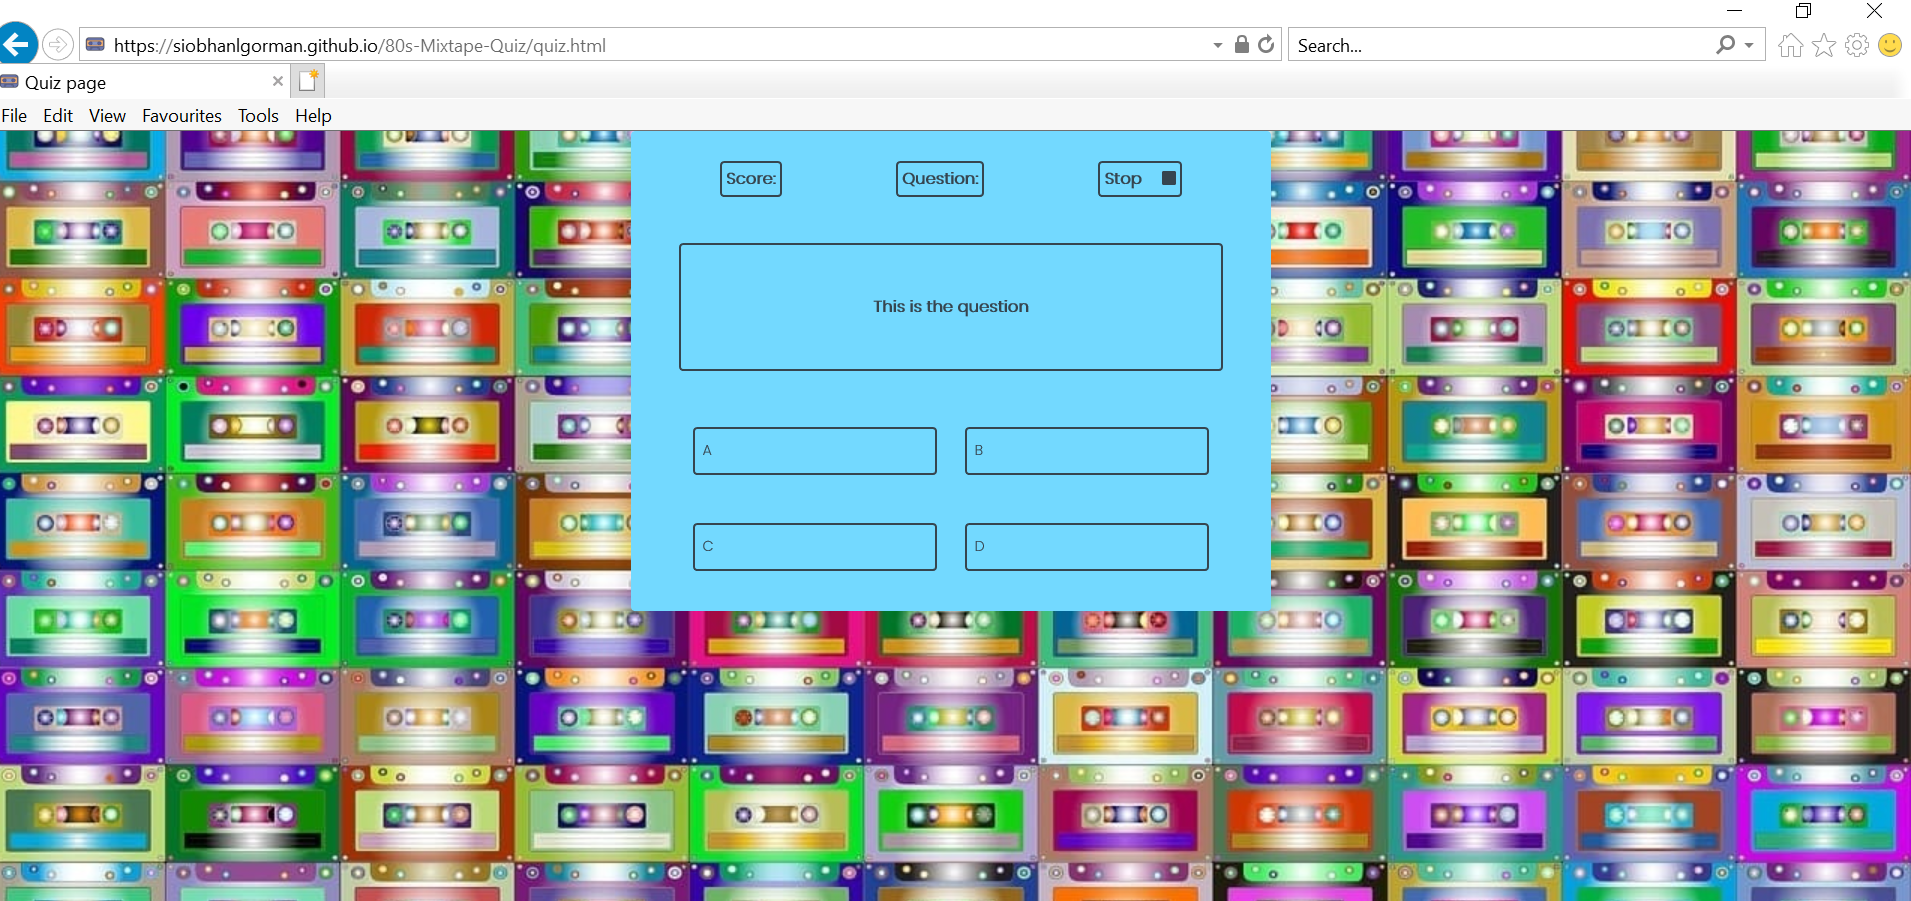 https://siobhanlgorman.github.io/80s-Mixtape-Quiz/quiz.html
Search...
Quiz page
File Edit View Favourites Tools Help
Score: Question: Stop
This is the question
A B
C D